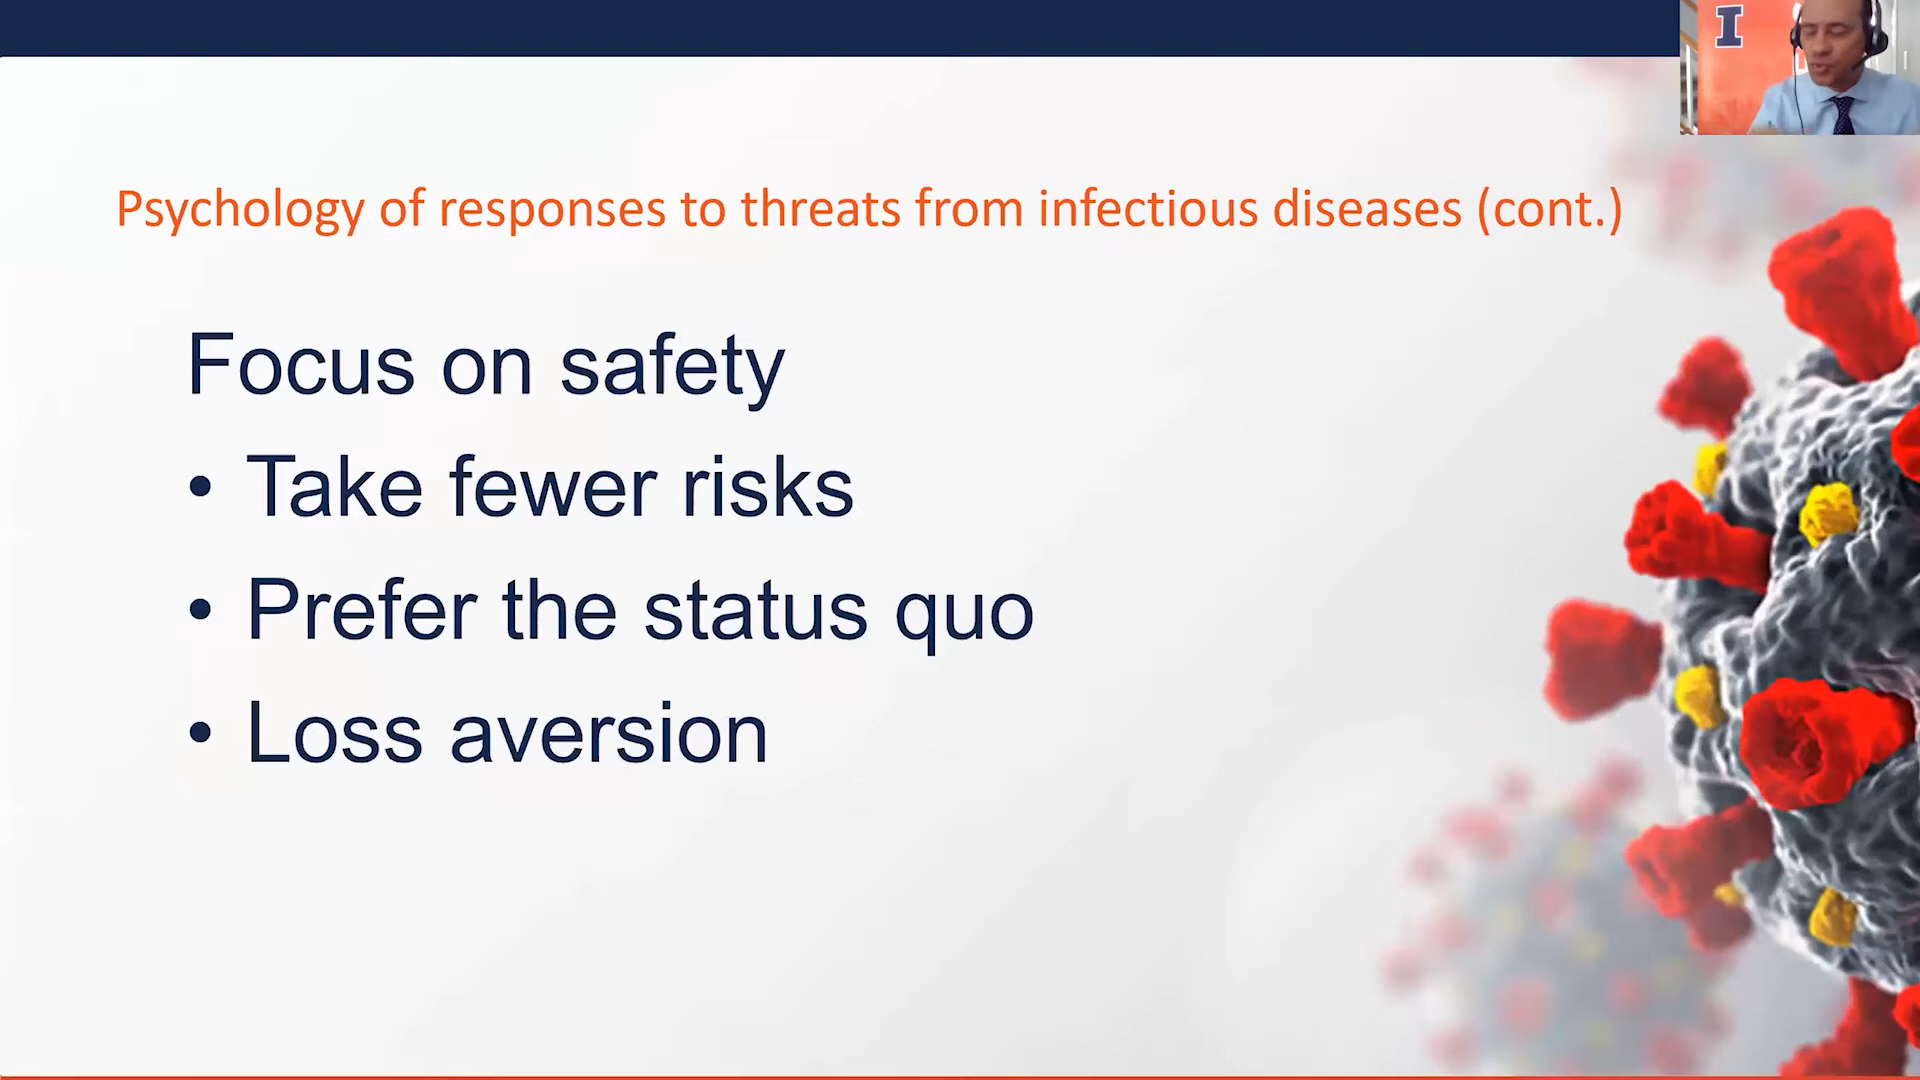 I
Psychology of responses to threats from infectious diseases (cont.)
Focus on safety
• Take fewer risks
• Prefer the status quo
• Loss aversion